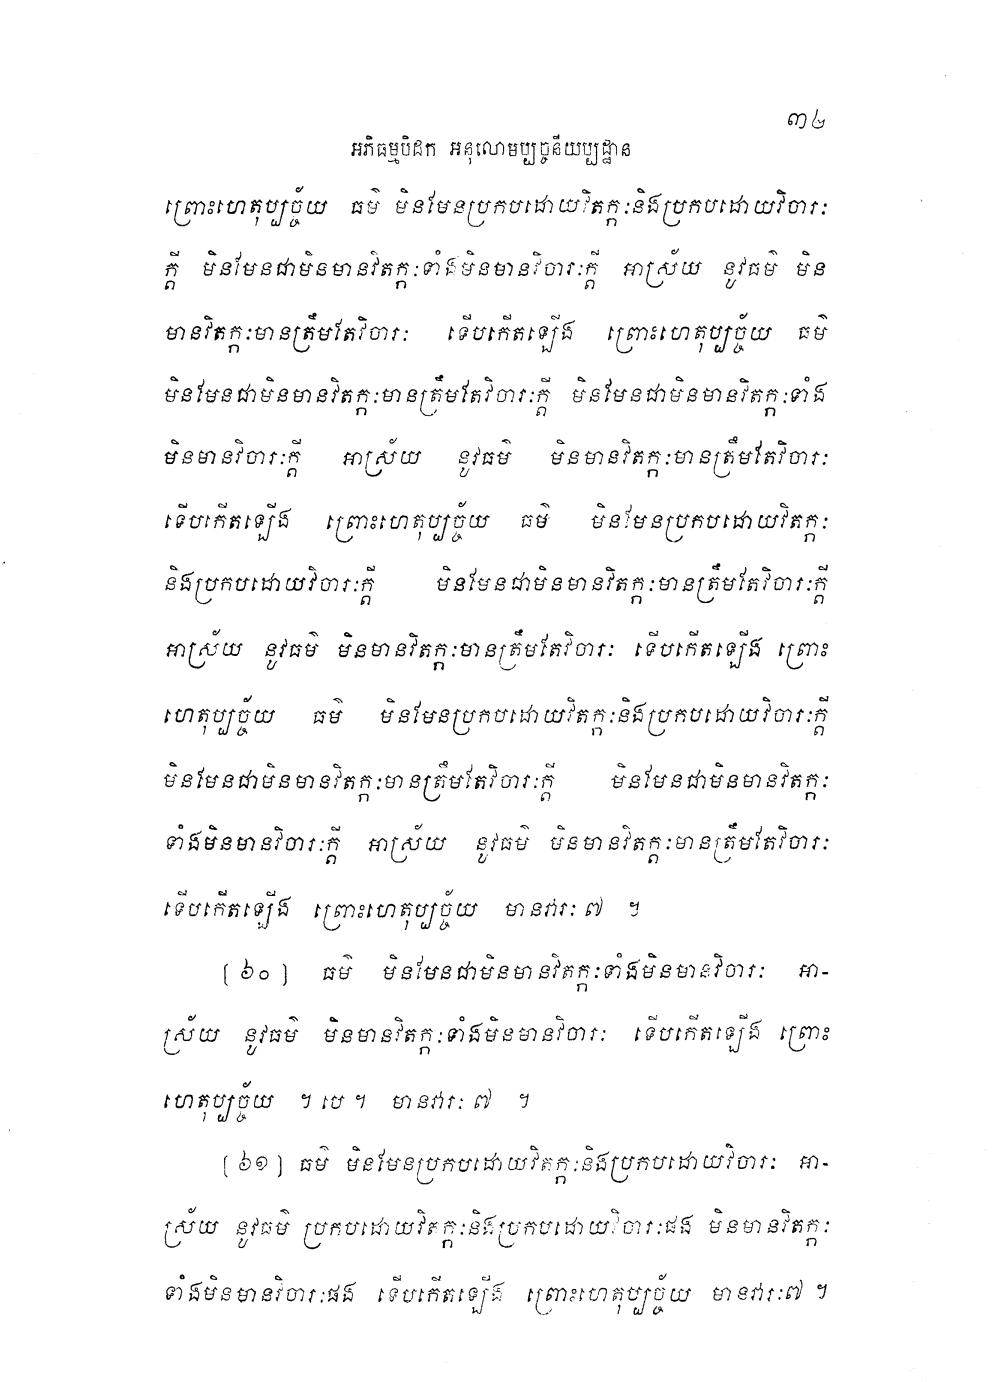 ៣៤
អភិធម្មបិដក អនុលោមប្បច្ចនីយប្បដ្ឋាន
ព្រោះហេតុប្បច្ច័យ ធម៌ មិនមែនប្រកបដោយវិតក្កៈនិងប្រកបដោយវិចារៈ
ក្តី មិនមែនជាមិនមានវិតក្កៈទាំងមិនមានវិចារៈក្តី អាស្រ័យ នូវធម៌ មិន
មានវិតក្កៈមានត្រឹមតែវិចារៈ ទើបកើតឡើង ព្រោះហេតុប្បច្ច័យ ធម៌
មិនមែនជាមិនមានវិតក្កៈមានត្រឹមតែវិចារៈក្តី មិនមែនជាមិនមានវិតក្កៈទាំង
មិនមានវិចារៈក្តី អាស្រ័យ នូវធម៌ មិនមានវិតក្កៈមានត្រឹមតែវិចារៈ
ទើបកើតឡើង ព្រោះហេតុប្បច្ច័យ ធម៌ មិនមែនប្រកបដោយវិតក្កៈ
និងប្រកបដោយវិចារៈក្តី មិនមែនជាមិនមានវិតក្កៈមានត្រឹមតែវិចារៈក្តី
អាស្រ័យ នូវធម៌ មិនមានវិតក្កៈមានត្រឹមតែវិចារៈ ទើបកើតឡើង ព្រោះ
ហេតុប្បច្ច័យ ធម៌ មិនមែនប្រកបដោយវិតក្កៈនិងប្រកបដោយវិចារៈក្តី
មិនមែនជាមិនមានវិតក្កៈមានត្រឹមតែវិចារៈក្តី មិនមែនជាមិនមានវិតក្កៈ
ទាំងមិនមានវិចារៈក្តី អាស្រ័យ នូវធម៌ មិនមានវិតក្កៈមានត្រឹមតែវិចារៈ
ទើបកើតឡើង ព្រោះហេតុប្បច្ច័យ មានវារៈ៧ ។
[៦០] ធម៌ មិនមែនជាមិនមានវិតក្កៈទាំងមិនមានវិចារៈ អា-
ស្រ័យ នូវធម៌ មិនមានវិតក្កៈទាំងមិនមានវិចារៈ ទើបកើតឡើង ព្រោះ
ហេតុប្បច្ច័យ ។ បេ ។ មានវារៈ៧ ។
[៦១] ធម៌ មិនមែនប្រកបដោយវិតក្កៈនិងប្រកបដោយវិចារៈ អា-
ស្រ័យ នូវធម៌ ប្រកបដោយវិតក្កៈនិងប្រកបដោយវិចារៈផង មិនមានវិតក្កៈ
ទាំងមិនមានវិចារៈផង ទើបកើតឡើង ព្រោះហេតុប្បច្ច័យ មានវារៈ៧ ។